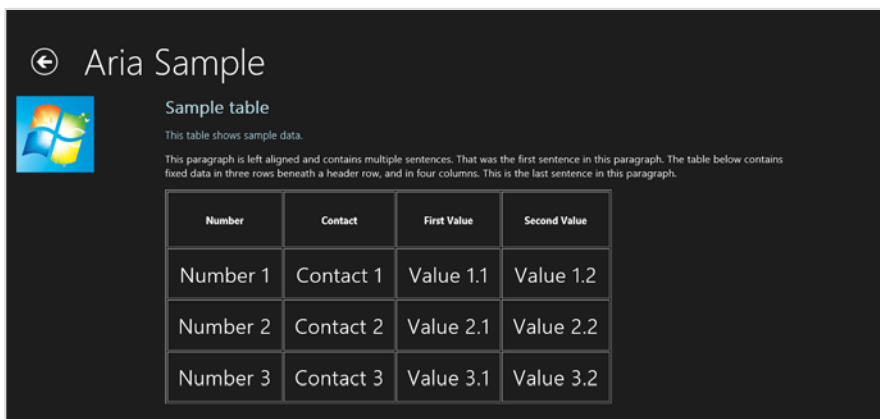 Aria Sample
Sample table
This table shows sample data.
This paragraph is left aligned and contains multiple sentences. That was the first sentence in this paragraph. The table below contains
fixed data in three rows beneath a header row, and in four columns. This is the last sentence in this paragraph.
Number Contact First Value Second Value
Number 1 Contact 1 Value 1.1 Value 1.2
Number 2 Contact 2 Value 2.1 Value 2.2
Number 3 Contact 3 Value 3.1 Value 3.2